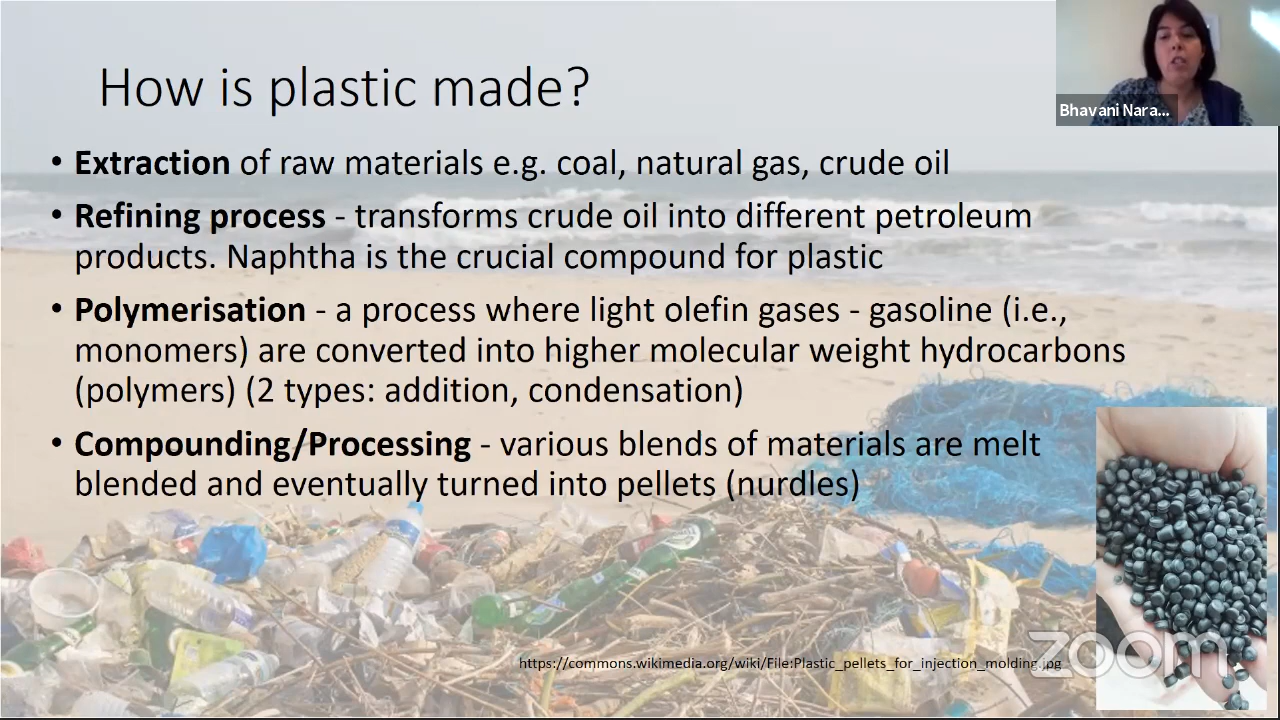 How is plastic made?
Bhavani Nara...
• Extraction of raw materials e.g. coal, natural gas, crude oil
• Refining process - transforms crude oil into different petroleum
products. Naphtha is the crucial compound for plastic
• Polymerisation - a process where light olefin gases - gasoline (i.e.,
monomers) are converted into higher molecular weight hydrocarbons
(polymers) (2 types: addition, condensation)
• Compounding/Processing - various blends of materials are melt
blended and eventually turned into pellets (nurdles)
https://commons.wikimedia.org/wiki/File:Plastic_pellets_for_injection_molding.jpg
zoom